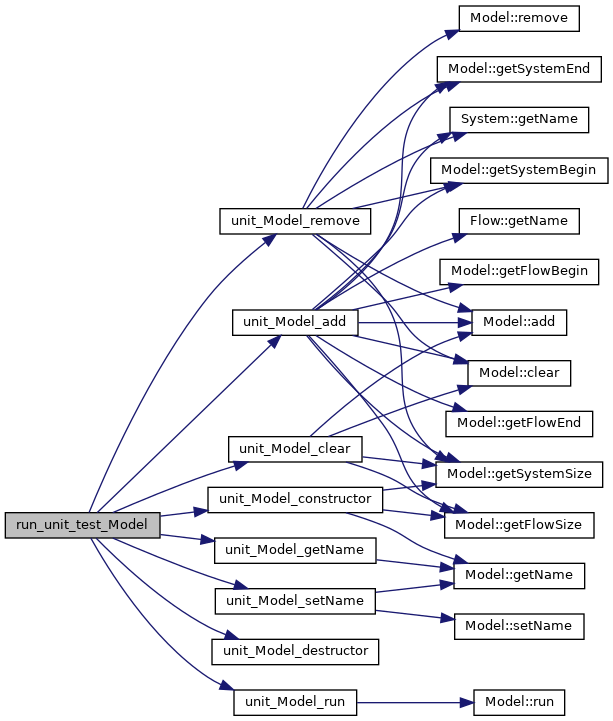 Model::remove
Model::getSystemEnd
System::getName
Model::getSystemBegin
unit_Model_remove
Flow::getName
Model::getFlowBegin
unit_Model_add
Model::add
Model::clear
Model::getFlowEnd
unit_Model_clear
Model::getSystemSize
unit_Model_constructor
run_unit_test_Model
Model::getFlowSize
unit_Model_getName
Model::getName
unit_Model_setName
Model::setName
unit_Model_destructor
unit_Model_run
Model::run